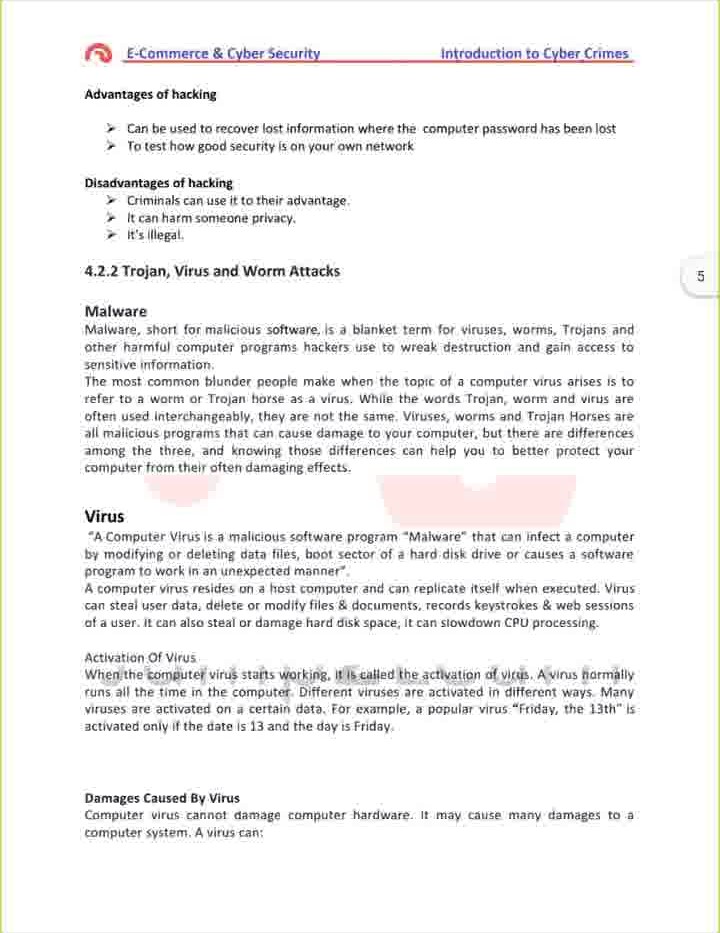 E-Commerce & Cyber Security Introduction to Cyber Crimes
Advantages of hacking
➢ Can be used to recover lost information where the computer password has been lost
➢ To test how good security is on your own network
Disadvantages of hacking
➢ Criminals can use it to their advantage.
➢ It can harm someone privacy.
➢ It's illegal.
4.2.2 Trojan, Virus and Worm Attacks
5
Malware
Malware, short for malicious software, is a blanket term for viruses, worms, Trojans and
other harmful computer programs hackers use to wreak destruction and gain access to
sensitive information.
The most common blunder people make when the topic of a computer virus arises is to
refer to a worm or Trojan horse as a virus. While the words Trojan, worm and virus are
often used interchangeably, they are not the same. Viruses, worms and Trojan Horses are
all malicious programs that can cause damage to your computer, but there are differences
among the three, and knowing those differences can help you to better protect your
computer from their often damaging effects.
Virus
"A Computer Virus is a malicious software program "Malware" that can infect a computer
by modifying or deleting data files, boot sector of a hard disk drive or causes a software
program to work in an unexpected manner".
A computer virus resides on a host computer and can replicate itself when executed. Virus
can steal user data, delete or modify files & documents, records keystrokes & web sessions
of a user. It can also steal or damage hard disk space, it can slowdown CPU processing.
Activation Of Virus
When the computer virus starts working, it is called the activation of virus. A virus normally
runs all the time in the computer. Different viruses are activated in different ways. Many
viruses are activated on a certain data. For example, a popular virus "Friday, the 13th" is
activated only if the date is 13 and the day is Friday.
Damages Caused By Virus
Computer virus cannot damage computer hardware. It may cause many damages to a
computer system. A virus can: